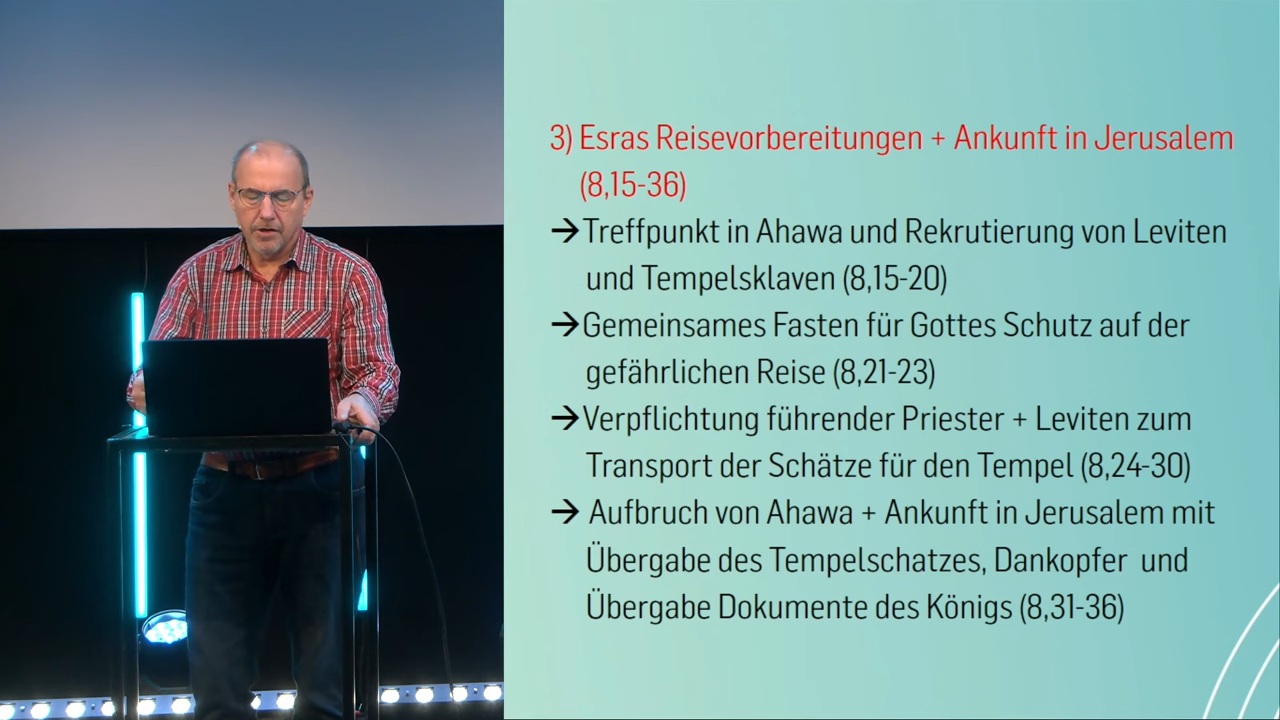 3) Esras Reisevorbereitungen + Ankunft in Jerusalem
(8,15-36)
→Treffpunkt in Ahawa und Rekrutierung von Leviten
und Tempelsklaven (8,15-20)
→Gemeinsames Fasten für Gottes Schutz auf der
gefährlichen Reise (8,21-23)
→Verpflichtung führender Priester + Leviten zum
Transport der Schätze für den Tempel (8,24-30)
→ Aufbruch von Ahawa + Ankunft in Jerusalem mit
Übergabe des Tempelschatzes, Dankopfer  und
Übergabe Dokumente des Königs (8,31-36)